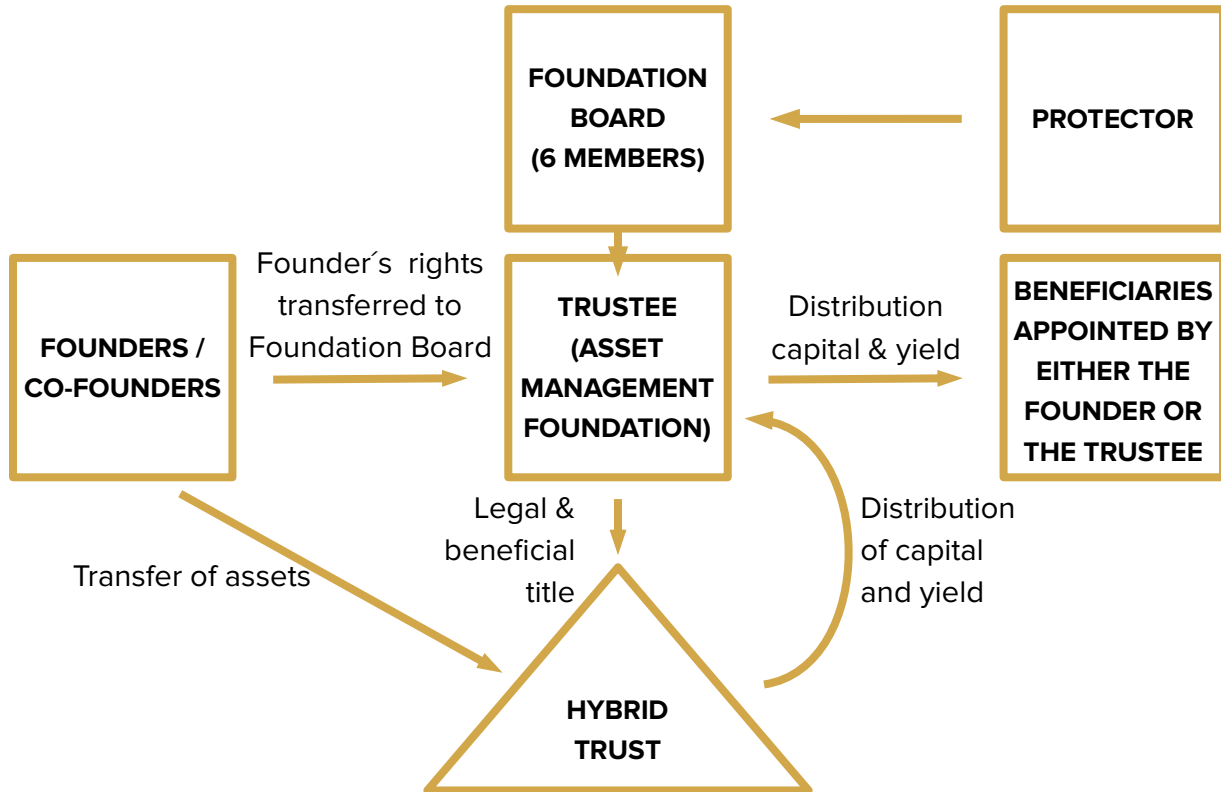 FOUNDATION
BOARD
(6 MEMBERS)
PROTECTOR
FOUNDERS /
CO-FOUNDERS
Founder´s  rights
transferred to
Foundation Board
TRUSTEE
(ASSET
MANAGEMENT
FOUNDATION)
Distribution
capital & yield
BENEFICIARIES
APPOINTED BY
EITHER THE
FOUNDER OR
THE TRUSTEE
Transfer of assets
Legal &
beneficial
title
Distribution
of capital
and yield
HYBRID
TRUST